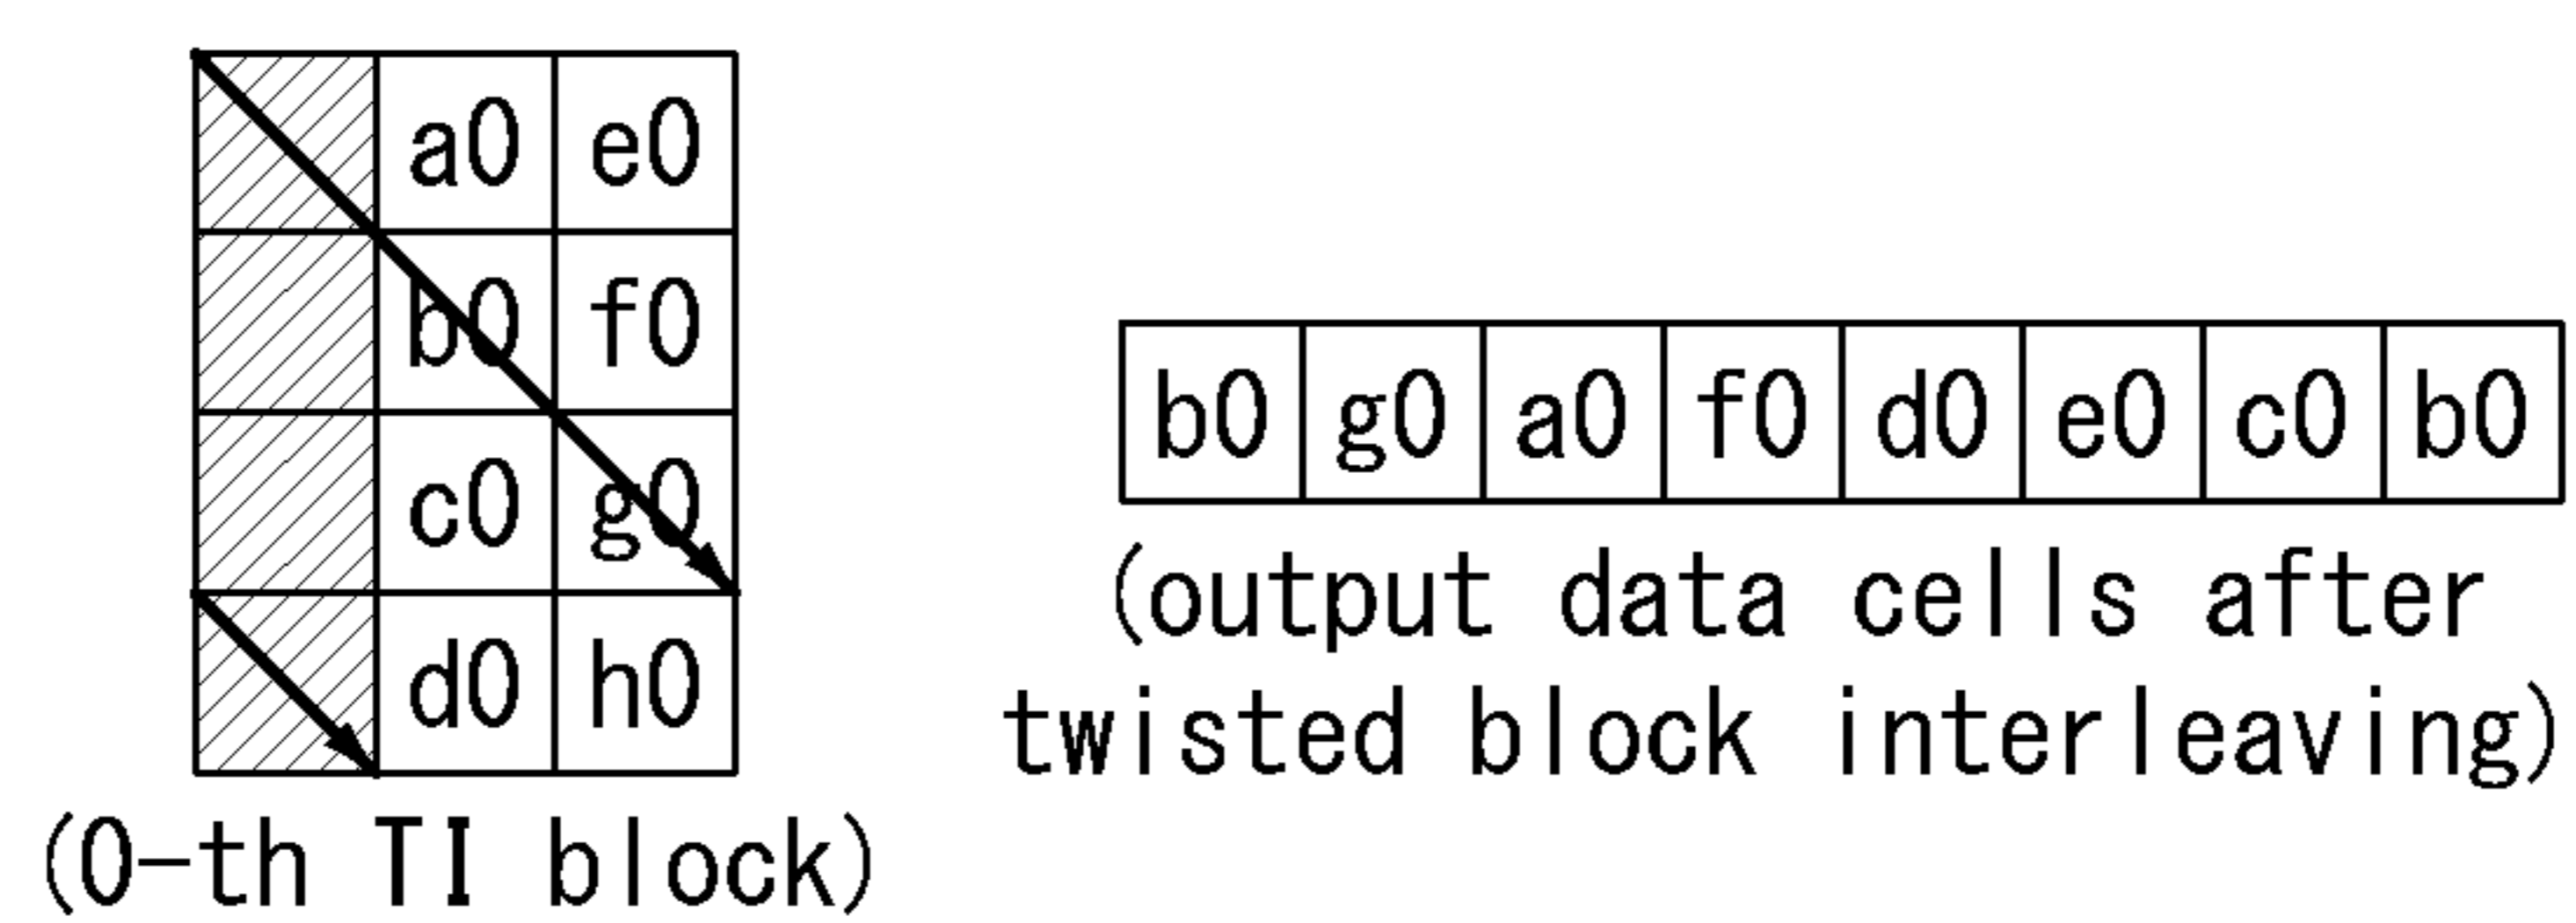 a0 e0
b0 f0
c0 g0
d0 h0
(0-th TI block)
b0 g0 a0 f0 d0 e0 c0 b0
(output data cells after
twisted block interleaving)